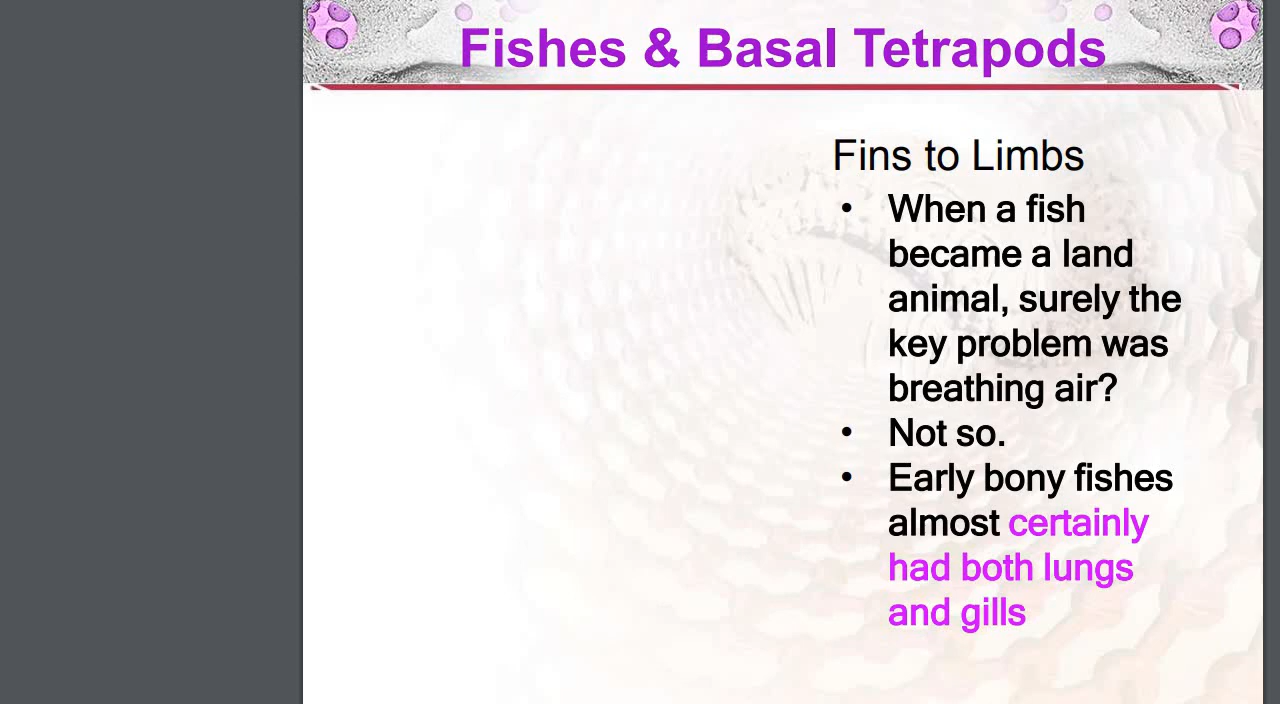 Fishes & Basal Tetrapods
Fins to Limbs
• When a fish
became a land
animal, surely the
key problem was
breathing air?
• Not so.
• Early bony fishes
almost certainly
had both lungs
and gills